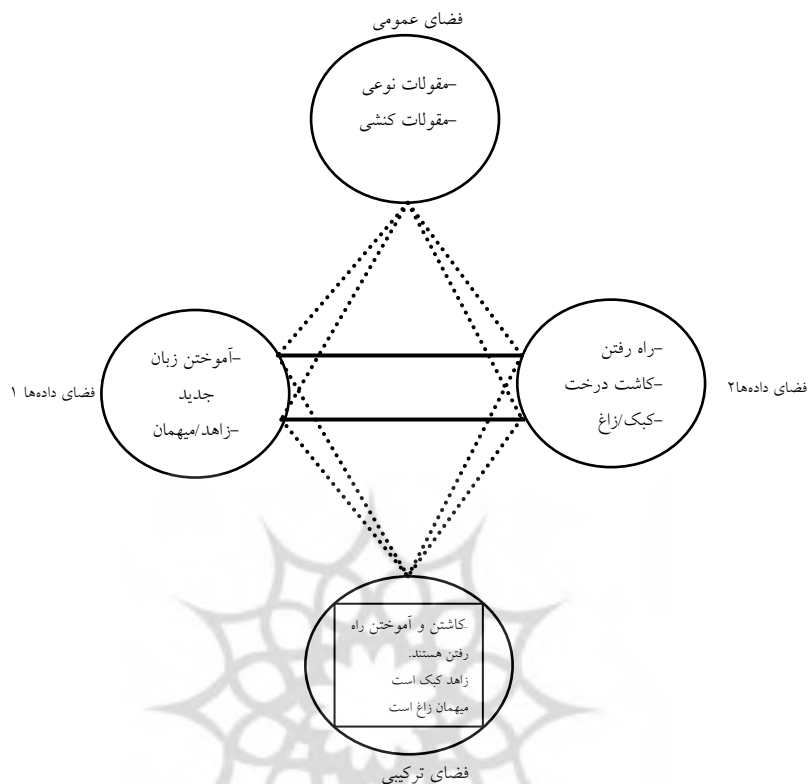 فضای عمومی
-مقولات نوعی
-مقولات کنشی
فضای داده‌ها۲
-راه رفتن
-کاشت درخت
-کبک/زاغ
-آموختن زبان
جدید
-زاهد/میهمان
فضای داده‌ها ۱
-کاشتن و آموختن راه
رفتن هستند.
زاهد کبک است
میهمان زاغ است
فضای ترکیبی